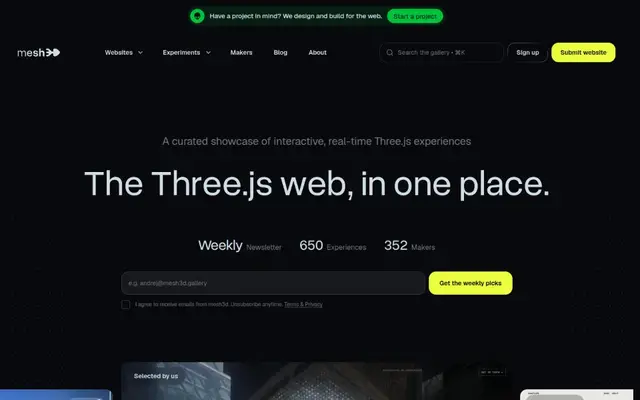 Have a project in mind? We design and build for the web. Start a project
mesh3D
Websites Experiments Makers Blog About Search the gallery • ⌘K Sign up Submit website
A curated showcase of interactive, real-time Three.js experiences
The Three.js web, in one place.
Weekly Newsletter 650 Experiences 352 Makers
e.g. andrej@mesh3d.gallery Get the weekly picks
I agree to receive emails from mesh3d. Unsubscribe anytime. Terms & Privacy
Selected by us